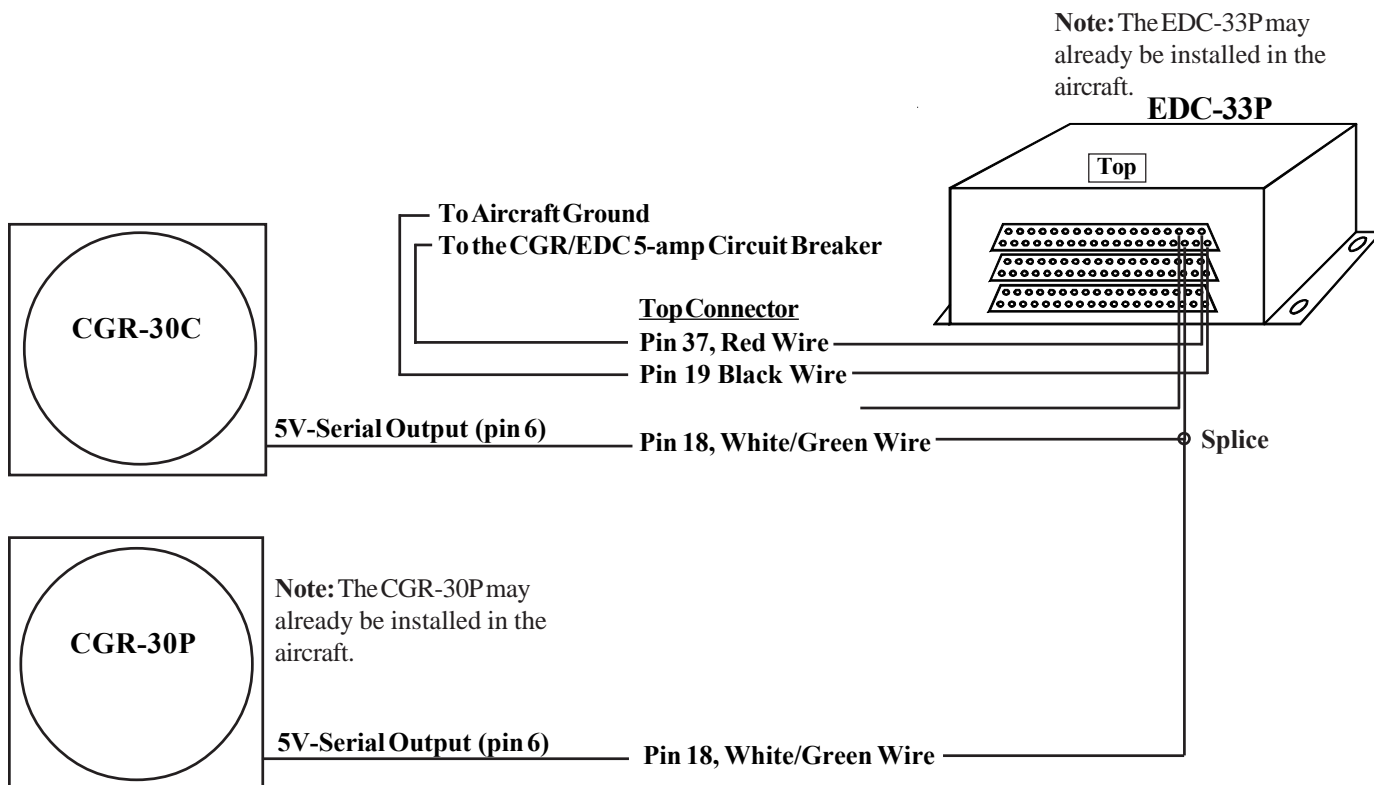 Note: The EDC-33P may
already be installed in the
aircraft.
EDC-33P
Top
To Aircraft Ground
To the CGR/EDC 5-amp Circuit Breaker
CGR-30C
Top Connector
Pin 37, Red Wire
Pin 19 Black Wire
5V-Serial Output (pin 6)
Pin 18, White/Green Wire
Splice
Note: The CGR-30P may
already be installed in the
aircraft.
CGR-30P
5V-Serial Output (pin 6)
Pin 18, White/Green Wire